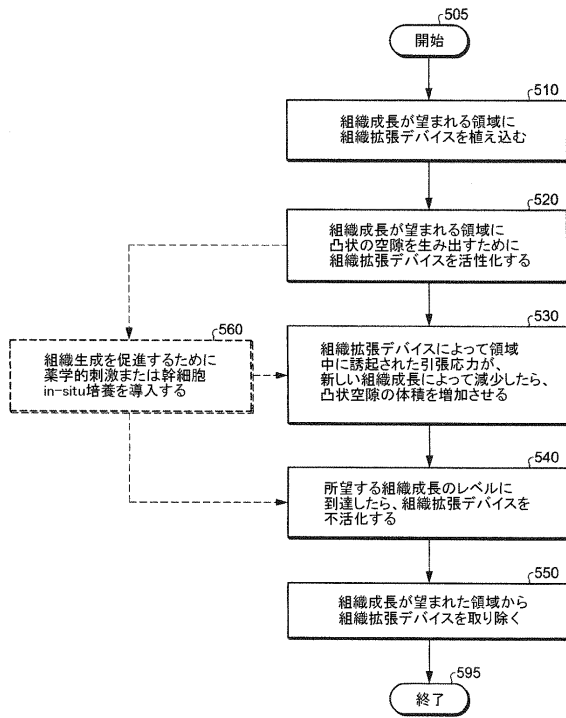 505
開始
510
組織成長が望まれる領域に
組織拡張デバイスを植え込む
520
組織成長が望まれる領域に
凸状の空隙を生み出すために
組織拡張デバイスを活性化する
560
組織生成を促進するために
薬学的刺激または幹細胞
in-situ培養を導入する
530
組織拡張デバイスによって領域
中に誘起された引張応力が、
新しい組織成長によって減少したら、
凸状空隙の体積を増加させる
540
所望する組織成長のレベルに
到達したら、組織拡張デバイスを
不活化する
550
組織成長が望まれた領域から
組織拡張デバイスを取り除く
595
終了